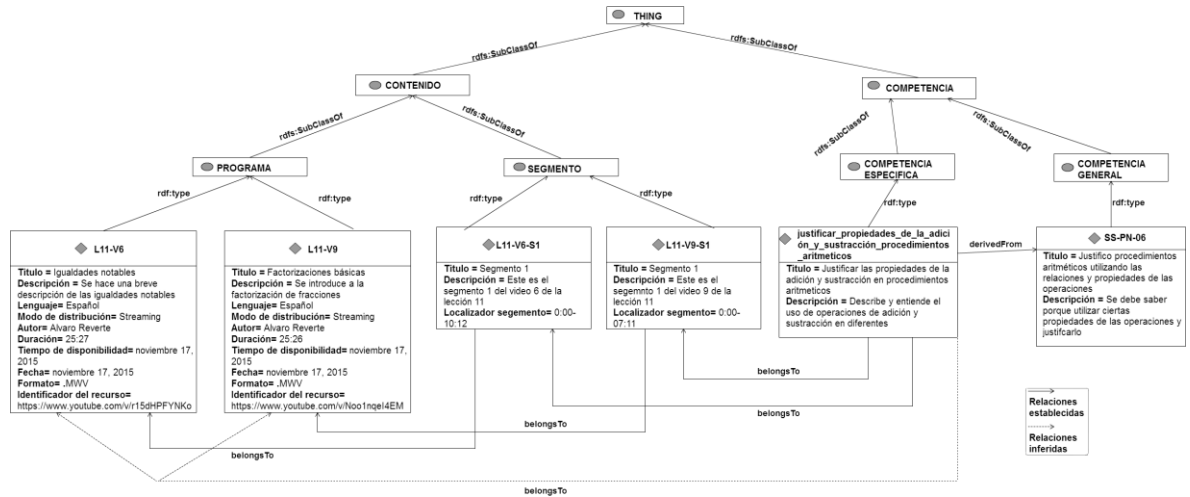 THING
rdfs:SubClassOf
rdfs:SubClassOf
CONTENIDO
COMPETENCIA
rdfs:SubClassOf
rdfs:SubClassOf
rdfs:SubClassOf
rdfs:SubClassOf
PROGRAMA
SEGMENTO
COMPETENCIA
ESPECIFICA
COMPETENCIA
GENERAL
rdf:type
rdf:type
rdf:type
rdf:type
rdf:type
rdf:type
L11-V6
Titulo = Igualdades notables
Descripción = Se hace una breve
descripción de las igualdades notables
Lenguaje= Español
Modo de distribución= Streaming
Autor= Alvaro Reverte
Duración= 25:27
Tiempo de disponibilidad= noviembre 17,
2015
Fecha= noviembre 17, 2015
Formato= .MWV
Identificador del recurso=
https://www.youtube.com/v/r15dHPFYNKo
L11-V9
Titulo = Factorizaciones básicas
Descripción = Se introduce a la
factorización de fracciones
Lenguaje= Español
Modo de distribución= Streaming
Autor= Alvaro Reverte
Duración= 25:26
Tiempo de disponibilidad= noviembre 17,
2015
Fecha= noviembre 17, 2015
Formato= .MWV
Identificador del recurso=
https://www.youtube.com/v/Noo1nqeI4EM
L11-V6-S1
Titulo = Segmento 1
Descripción = Este es el
segmento 1 del video 6 de la
lección 11
Localizador segemento= 0:00-
10:12
L11-V9-S1
Titulo = Segmento 1
Descripción = Este es el
segemnto 1 del video 9 de la
lección 11
Localizador segmento= 0:00-
07:11
justificar_propiedades_de_la_adici
ón_y_sustracción_procedimientos
_aritmeticos
Titulo = Justificar las propiedades de la
adición y sustracción en procedimientos
aritmeticos
Descripción = Describe y entiende el
uso de operaciones de adición y
sustracción en diferentes
derivedFrom
SS-PN-06
Titulo = Justifico procedimientos
aritméticos utilizando las
relaciones y propiedades de las
operaciones
Descripción = Se debe saber
porque utilizar ciertas
propiedades de las operaciones y
justifcarlo
belongsTo
belongsTo
belongsTo
belongsTo
belongsTo
Relaciones
establecidas
Relaciones
inferidas